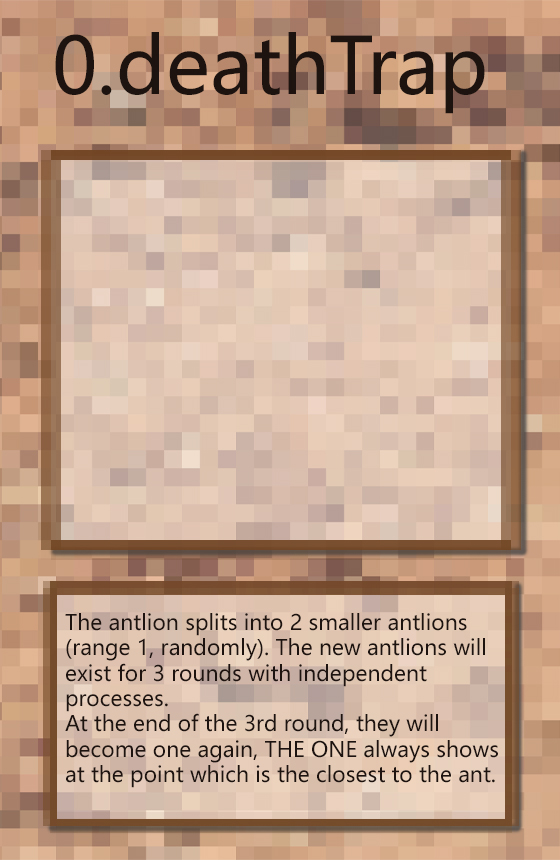 0.deathTrap
The antlion splits into 2 smaller antlions
(range 1, randomly). The new antlions will
exist for 3 rounds with independent
processes.
At the end of the 3rd round, they will
become one again, THE ONE always shows
at the point which is the closest to the ant.